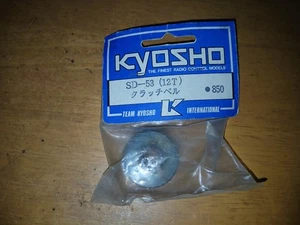 KYOSHO
THE FINEST RADIO CONTROL MODELS
SD-53 (12T)
クラッチベル
850
TEAM KYOSHO K INTERNATIONAL